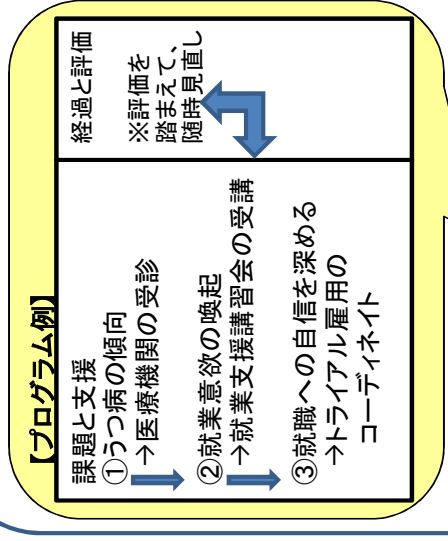 【プログラム例】
課題と支援
①うつ病の傾向
→医療機関の受診
②就業意欲の喚起
→就業支援講習会の受講
③就職への自信を深める
→トライアル雇用の
コーディネイト
経過と評価
※評価を
踏まえて、
随時見直し